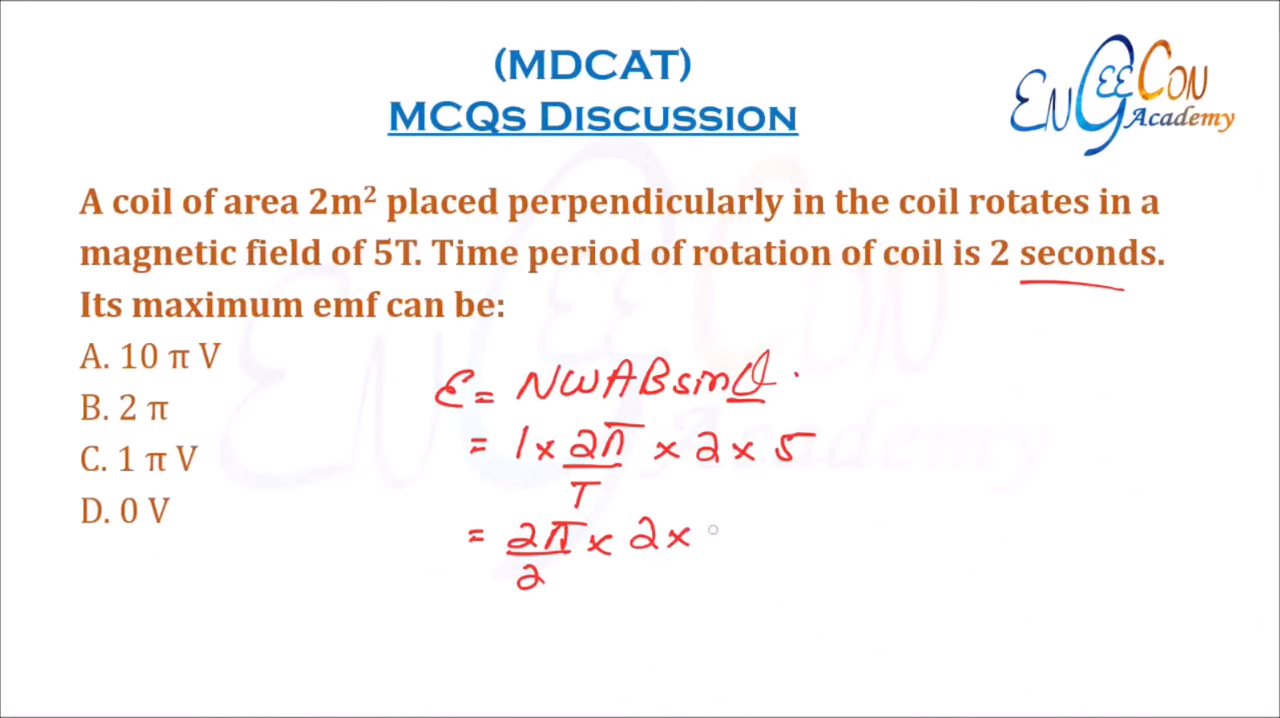 (MDCAT)
MCQs Discussion
EnGeeCon
Academy
A coil of area 2m² placed perpendicularly in the coil rotates in a
magnetic field of 5T. Time period of rotation of coil is 2 seconds.
Its maximum emf can be:
A. 10 π V
B. 2 π
C. 1 π V
D. 0 V
ε = NωABsinθ.
= 1 × 2π/T × 2 × 5
= 2π/2 × 2 ×